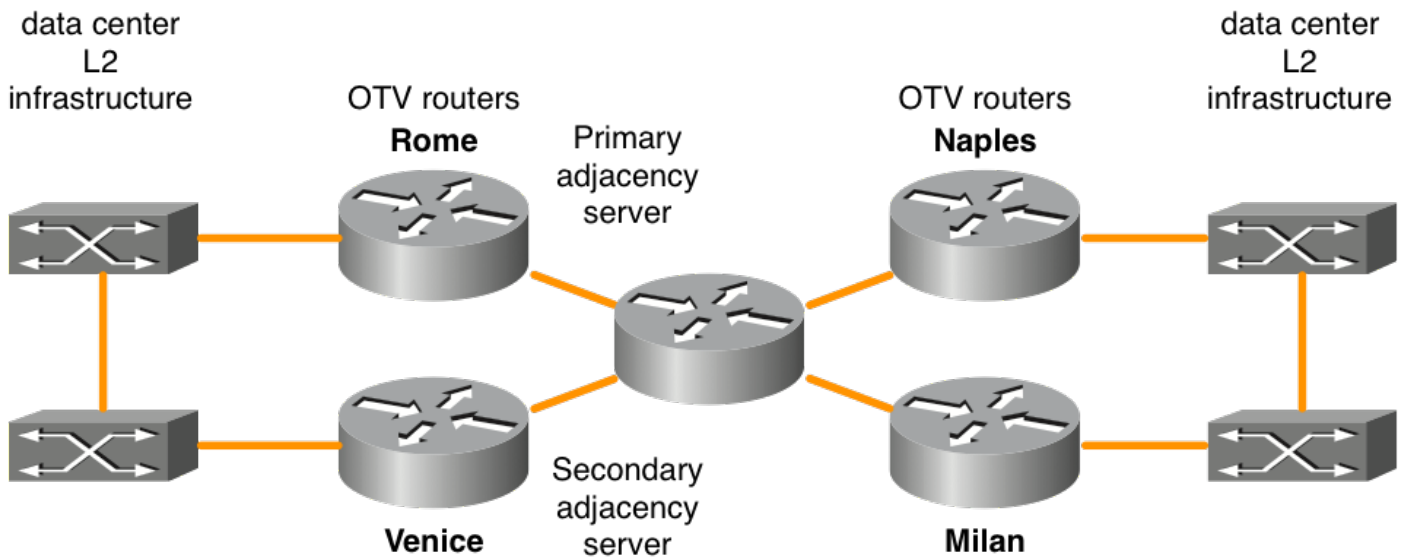 data center
L2
infrastructure
OTV routers
Rome
Primary
adjacency
server
OTV routers
Naples
data center
L2
infrastructure
Venice
Secondary
adjacency
server
Milan